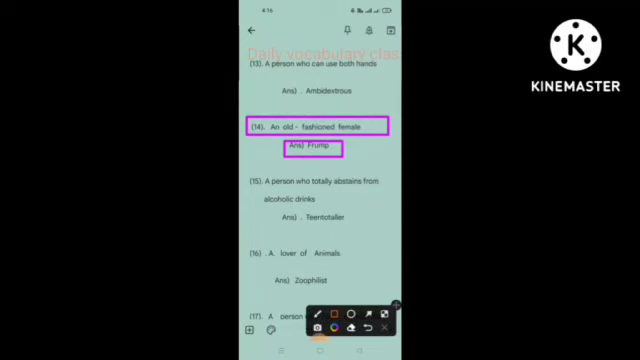 4:16
Daily vocabulary clas
(13). A person who can use both hands
Ans) . Ambidextrous
(14). An old - fashioned female
Ans) Frump
(15). A person who totally abstains from
alcoholic drinks
Ans) . Teentotaller
(16) . A. lover of Animals
Ans) Zoophilist
(17). A person
K
KINEMASTER